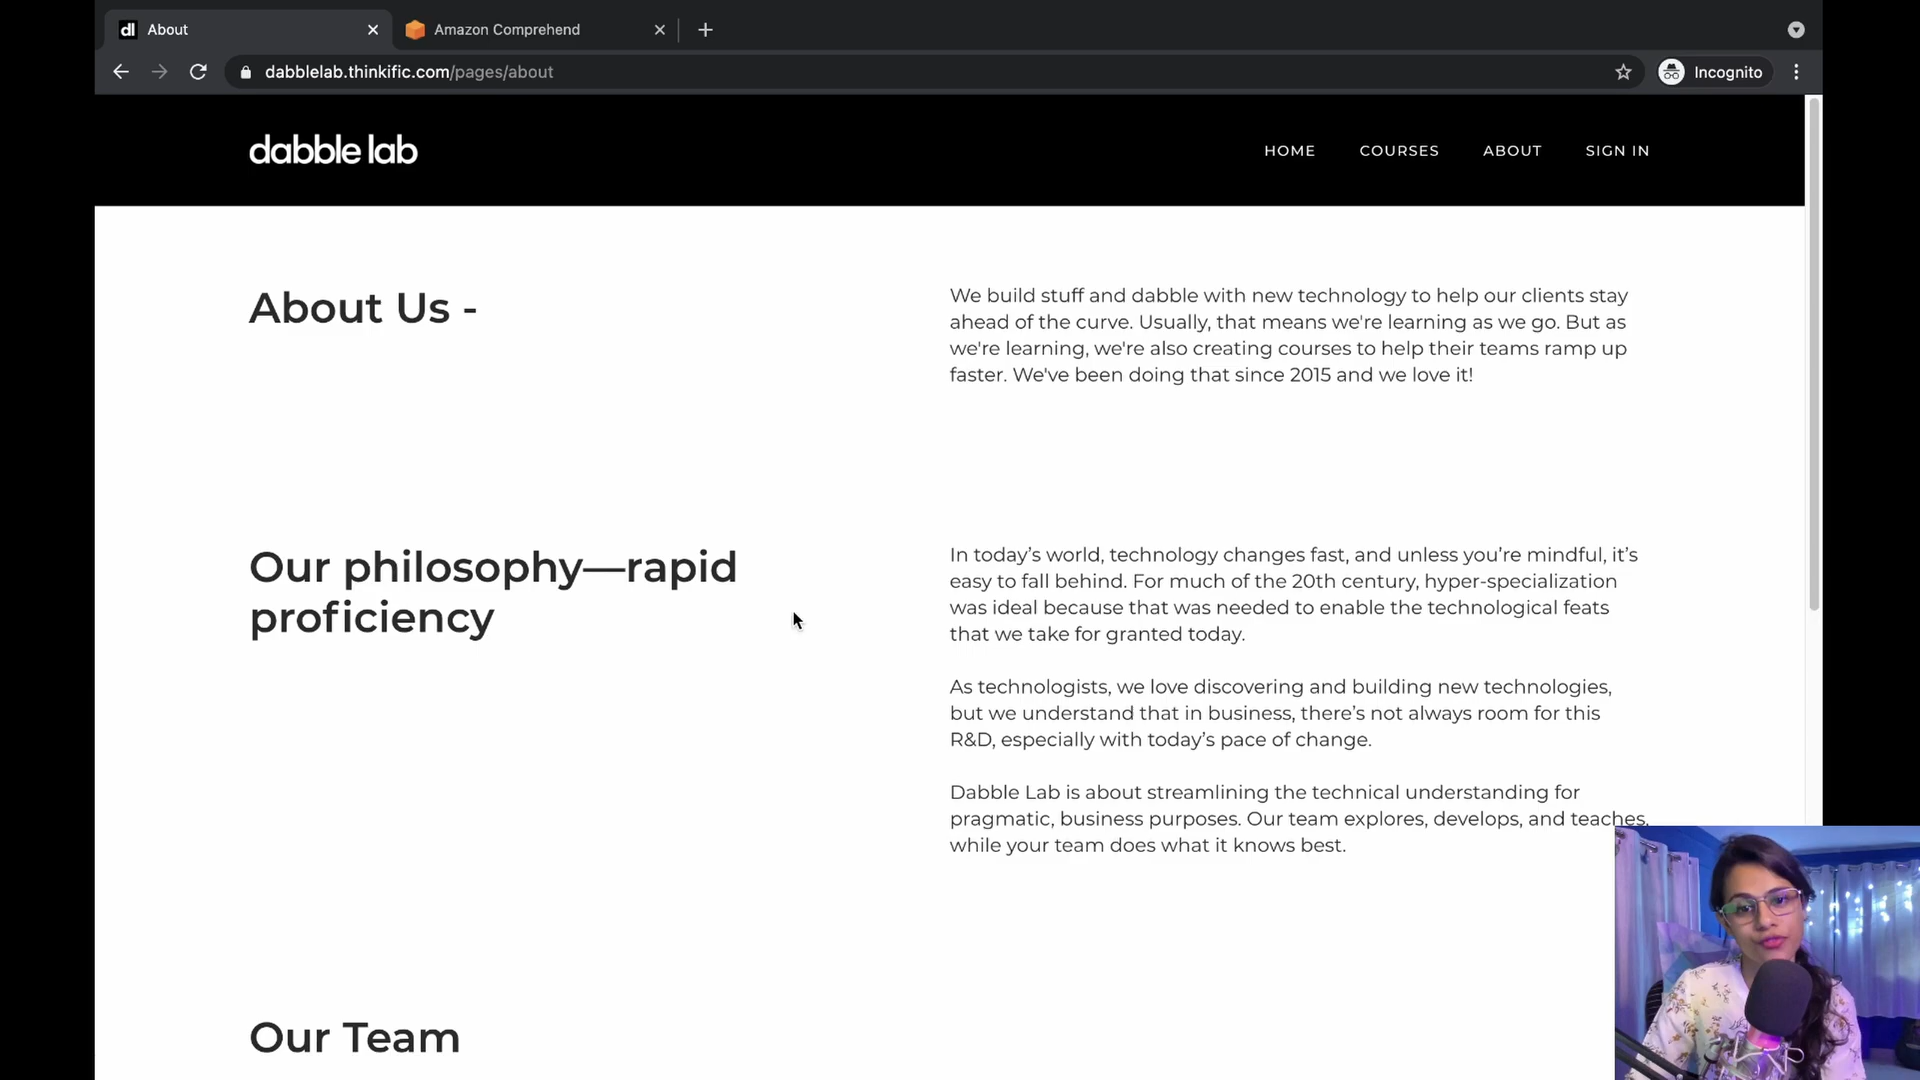 dl About
Amazon Comprehend
dabblelab.thinkific.com/pages/about
Incognito
dabble lab
HOME COURSES ABOUT SIGN IN
About Us -
We build stuff and dabble with new technology to help our clients stay
ahead of the curve. Usually, that means we're learning as we go. But as
we're learning, we're also creating courses to help their teams ramp up
faster. We've been doing that since 2015 and we love it!
Our philosophy—rapid
proficiency
In today’s world, technology changes fast, and unless you’re mindful, it’s
easy to fall behind. For much of the 20th century, hyper-specialization
was ideal because that was needed to enable the technological feats
that we take for granted today.
As technologists, we love discovering and building new technologies,
but we understand that in business, there’s not always room for this
R&D, especially with today’s pace of change.
Dabble Lab is about streamlining the technical understanding for
pragmatic, business purposes. Our team explores, develops, and teaches,
while your team does what it knows best.
Our Team